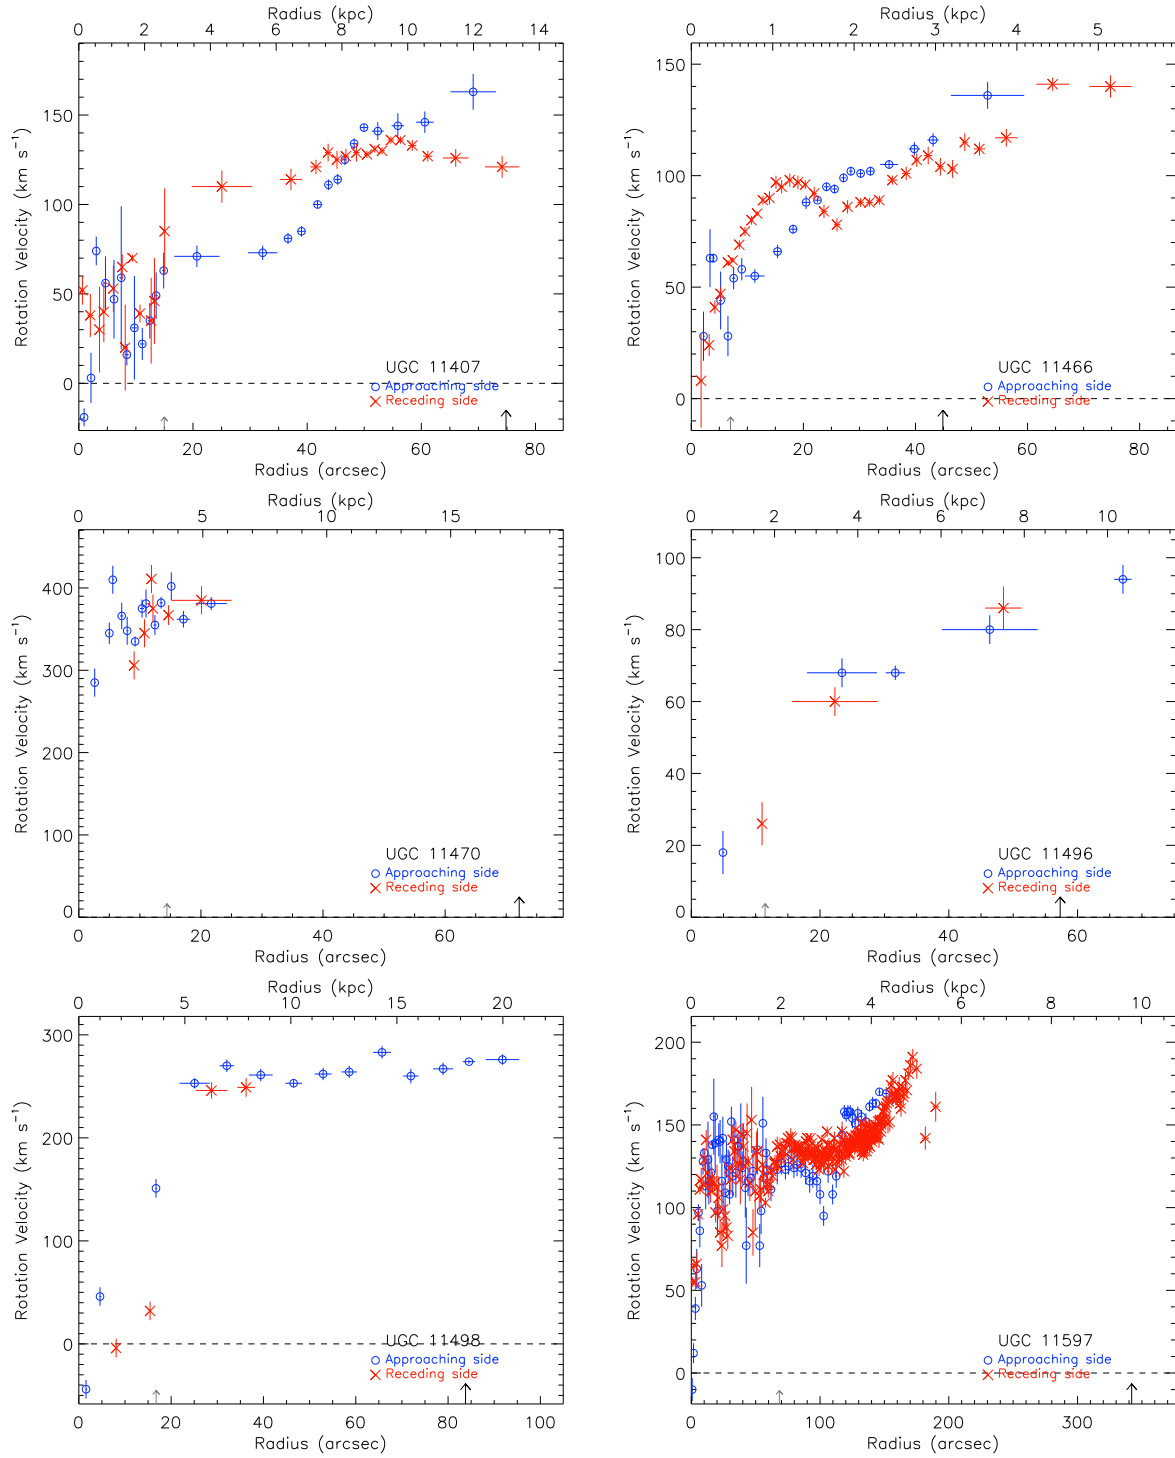 Radius (kpc)
0 2 4 6 8 10 12 14
Rotation Velocity (km s⁻¹)
150
100
50
0
UGC 11407
Approaching side
Receding side
0 20 40 60 80
Radius (arcsec)
Radius (kpc)
0 1 2 3 4 5
Rotation Velocity (km s⁻¹)
150
100
50
0
UGC 11466
Approaching side
Receding side
0 20 40 60 80
Radius (arcsec)
Radius (kpc)
0 5 10 15
Rotation Velocity (km s⁻¹)
400
300
200
100
0
UGC 11470
Approaching side
Receding side
0 20 40 60
Radius (arcsec)
Radius (kpc)
0 2 4 6 8 10
Rotation Velocity (km s⁻¹)
100
80
60
40
20
0
UGC 11496
Approaching side
Receding side
20 40 60
Radius (arcsec)
Radius (kpc)
0 5 10 15 20
Rotation Velocity (km s⁻¹)
300
200
100
0
UGC 11498
Approaching side
Receding side
0 20 40 60 80 100
Radius (arcsec)
Radius (kpc)
0 2 4 6 8 10
Rotation Velocity (km s⁻¹)
200
150
100
50
0
UGC 11597
Approaching side
Receding side
0 100 200 300
Radius (arcsec)